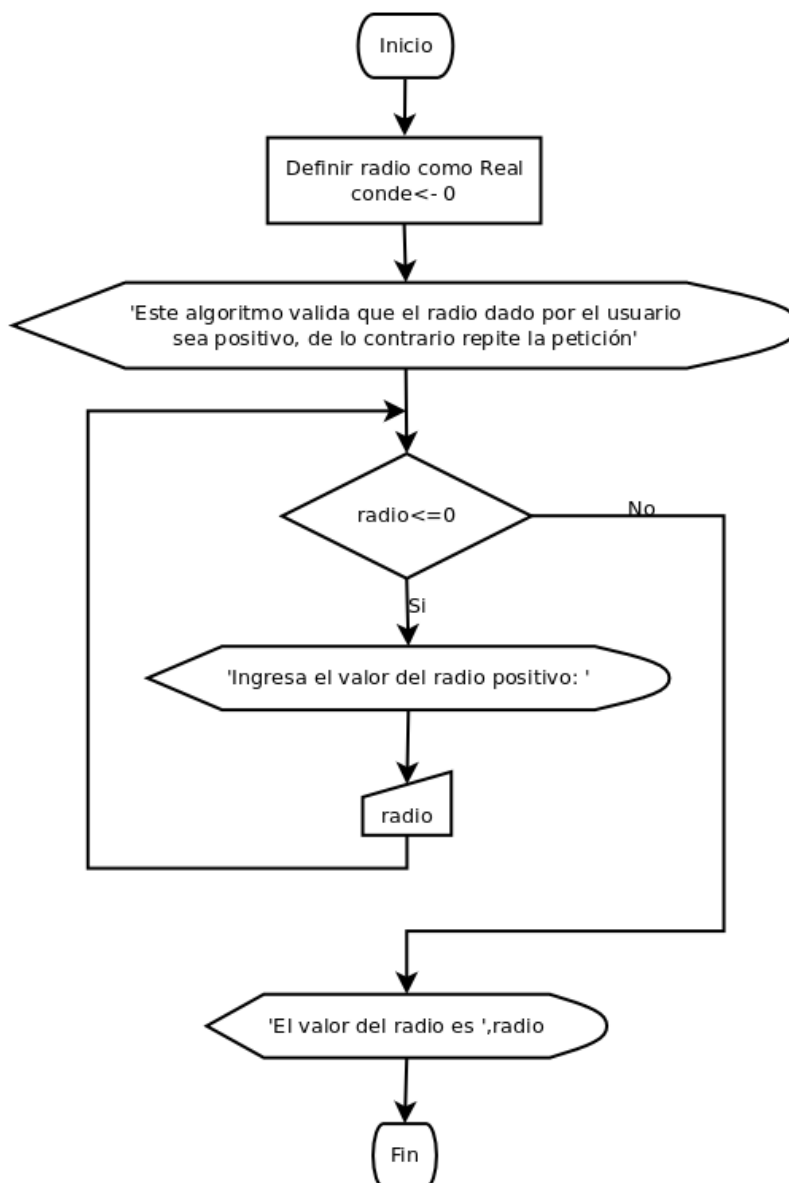 Inicio
Definir radio como Real
conde<- 0
'Este algoritmo valida que el radio dado por el usuario
sea positivo, de lo contrario repite la petición'
radio<=0
No
Si
'Ingresa el valor del radio positivo: '
radio
'El valor del radio es ',radio
Fin